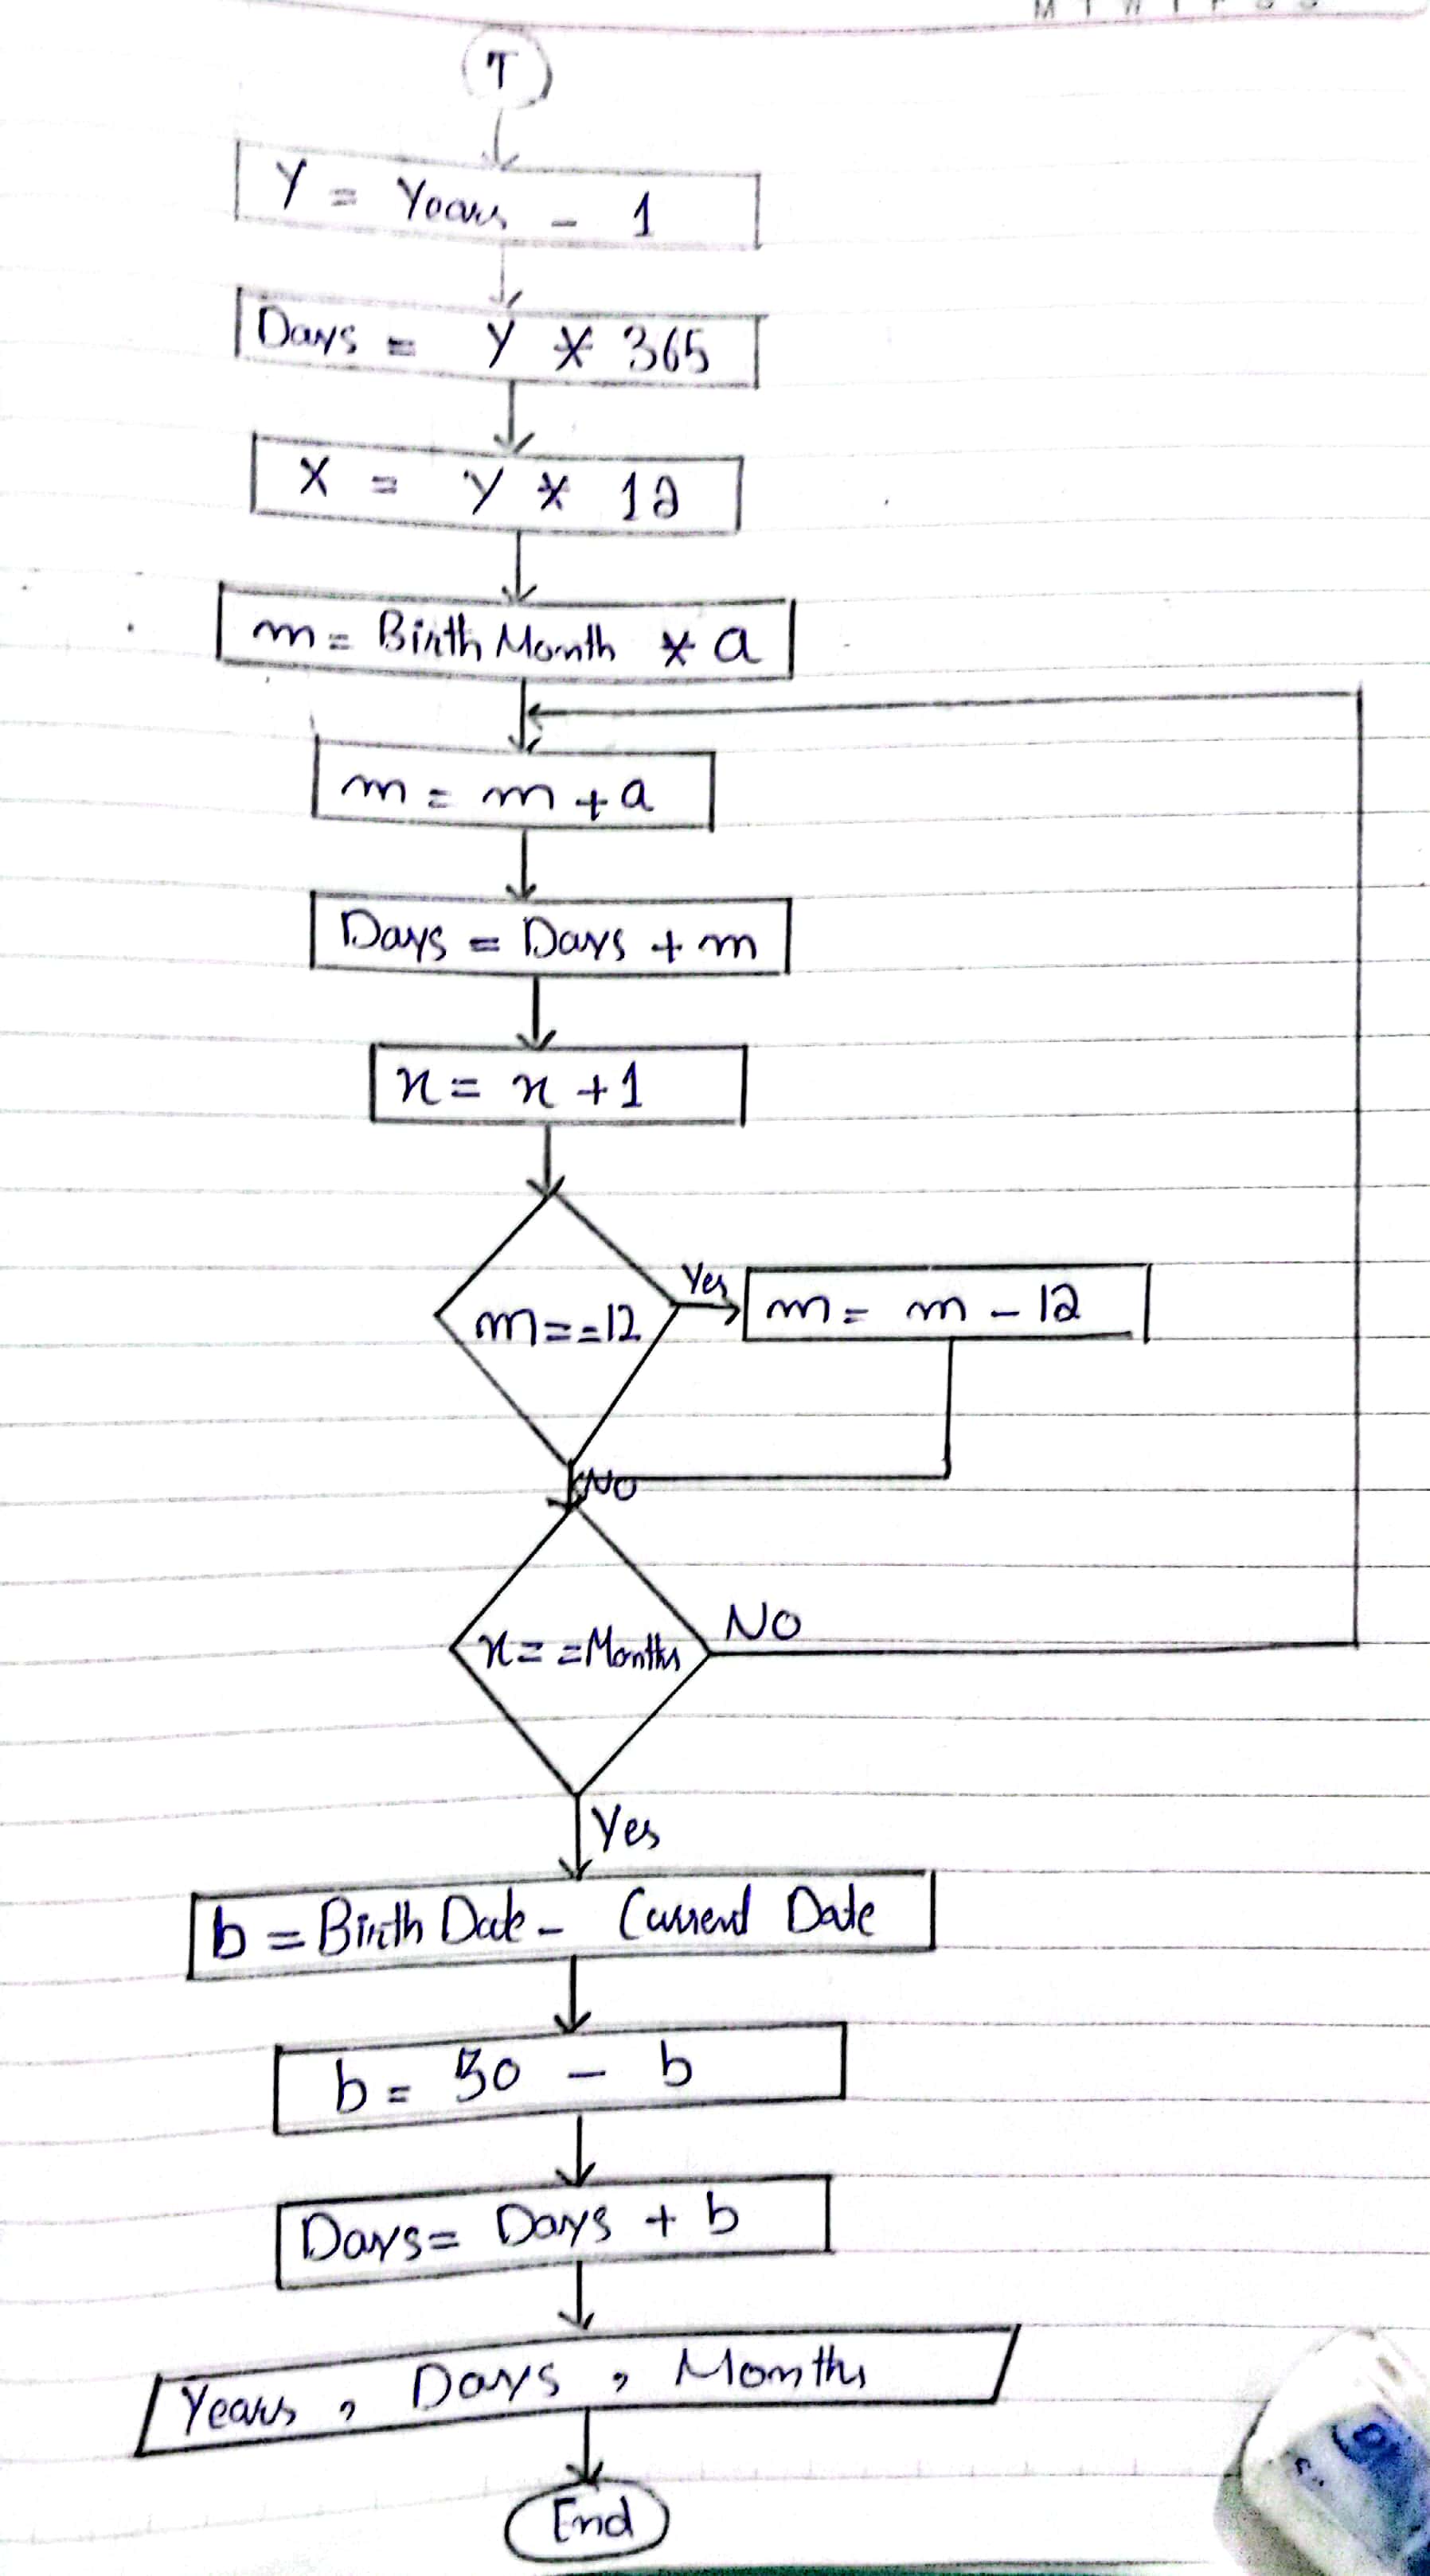 M T W T F S S
T
Y = Years - 1
Days = Y * 365
X = Y * 12
m = Birth Month * a
m = m + a
Days = Days + m
x = x + 1
m = = 12
Yes
m = m - 12
No
x = = Months
NO
Yes
b = Birth Date - Current Date
b = 30 - b
Days = Days + b
Years, Days, Months
End